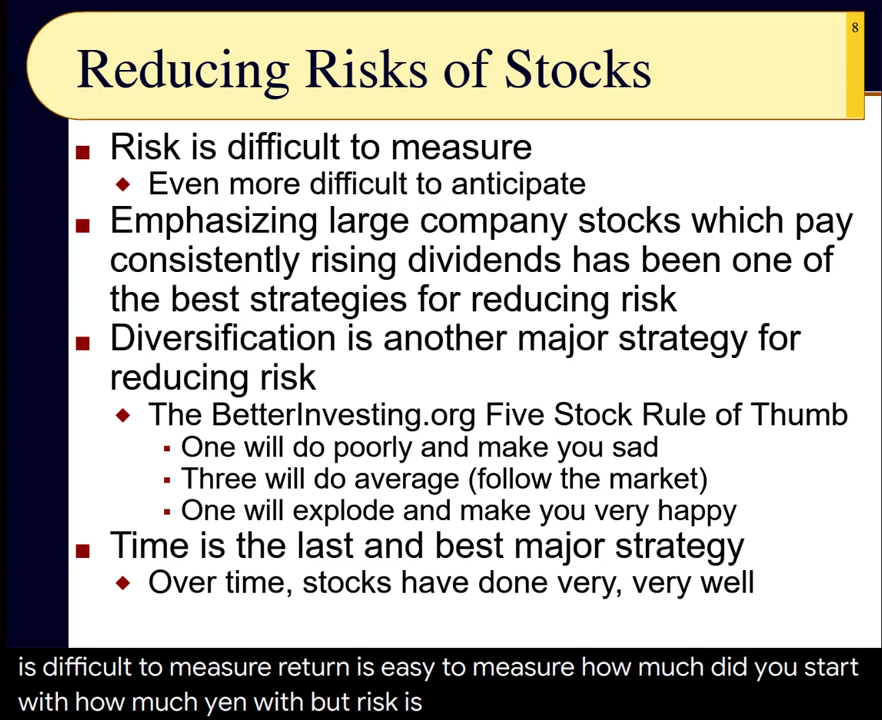 8
Reducing Risks of Stocks
Risk is difficult to measure
Even more difficult to anticipate
Emphasizing large company stocks which pay
consistently rising dividends has been one of
the best strategies for reducing risk
Diversification is another major strategy for
reducing risk
The BetterInvesting.org Five Stock Rule of Thumb
One will do poorly and make you sad
Three will do average (follow the market)
One will explode and make you very happy
Time is the last and best major strategy
Over time, stocks have done very, very well
is difficult to measure return is easy to measure how much did you start
with how much yen with but risk is